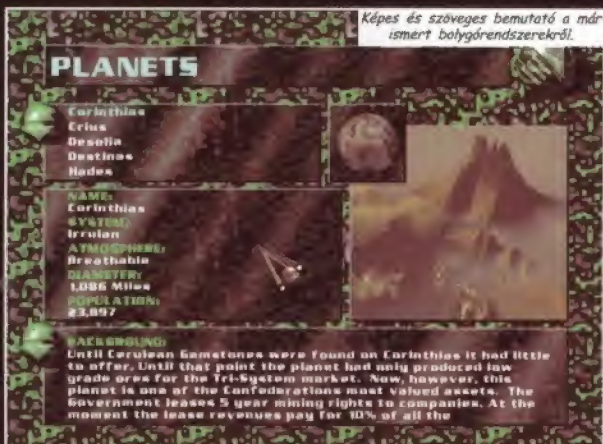 Képes és szöveges bemutató a már
ismert bolygórendszerekről.
PLANETS
Corinthias
Crius
Desolia
Destinas
Hades
NAME:
Corinthias
SYSTEM:
Irrulan
ATMOSPHERE:
Breathable
DIAMETER:
1,086 Miles
POPULATION:
23,897
BACKGROUND:
Until Cerulean Gemstones were found on Corinthias it had little
to offer. Until that point the planet had only produced low
grade ores for the Tri-System market. Now, however, this
planet is one of the Confederations most valued assets. The
Government leases 5 year mining rights to companies. At the
moment the lease revenues pay for 10% of all the